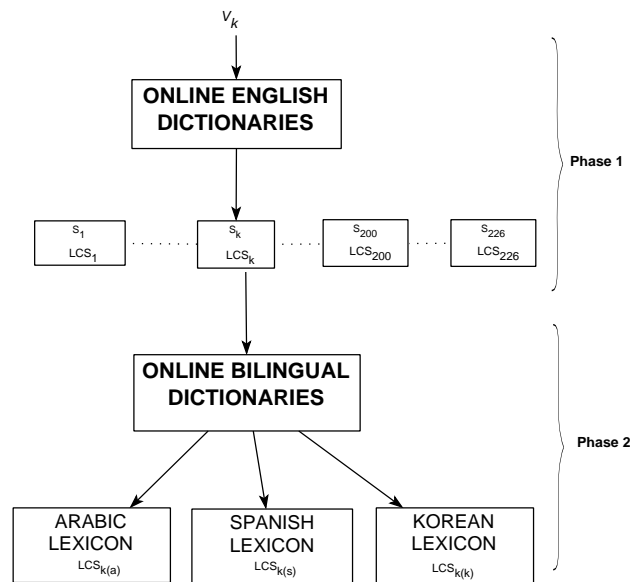 V_k
ONLINE ENGLISH
DICTIONARIES
Phase 1
S_1
LCS_1
S_k
LCS_k
S_200
LCS_200
S_226
LCS_226
ONLINE BILINGUAL
DICTIONARIES
Phase 2
ARABIC
LEXICON
LCS_k(a)
SPANISH
LEXICON
LCS_k(s)
KOREAN
LEXICON
LCS_k(k)